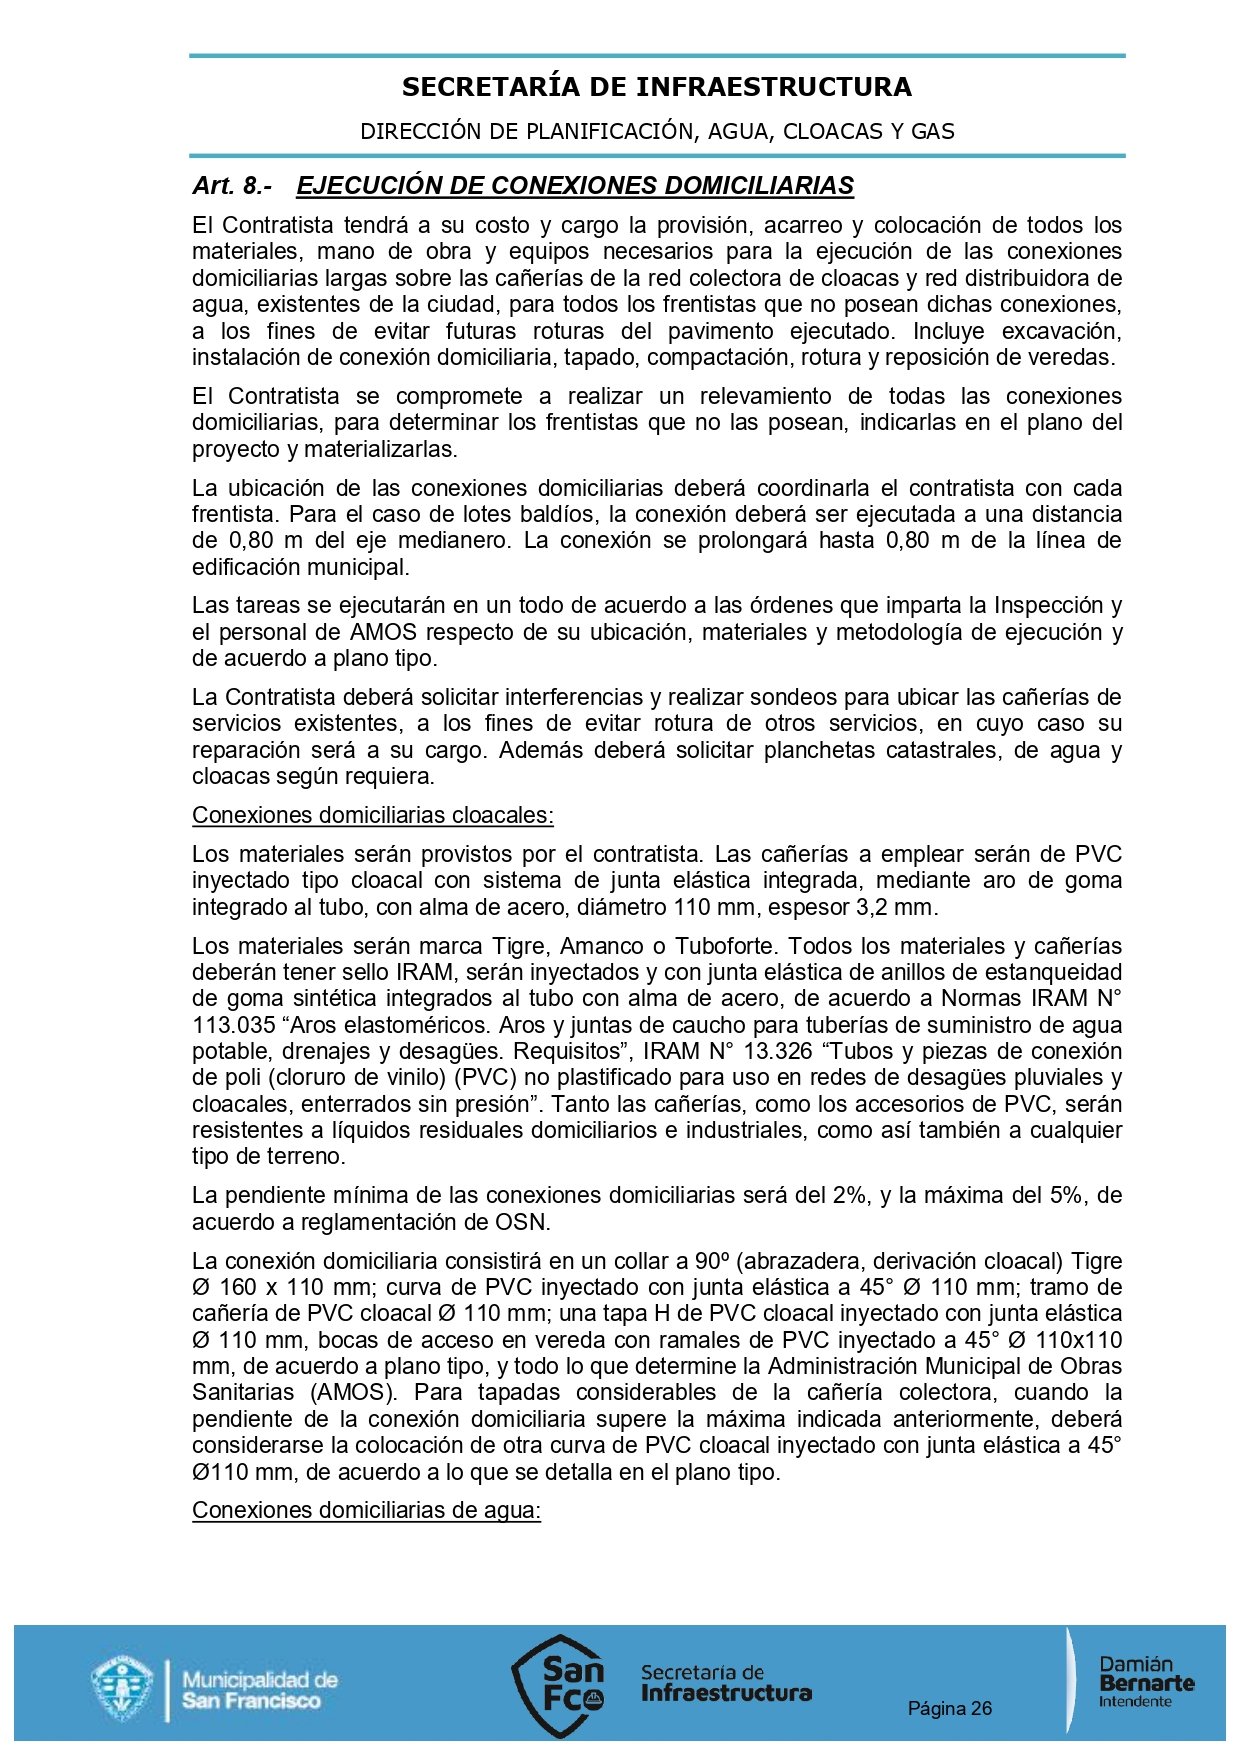 SECRETARÍA DE INFRAESTRUCTURA
DIRECCIÓN DE PLANIFICACIÓN, AGUA, CLOACAS Y GAS
Art. 8.- EJECUCIÓN DE CONEXIONES DOMICILIARIAS
El Contratista tendrá a su costo y cargo la provisión, acarreo y colocación de todos los
materiales, mano de obra y equipos necesarios para la ejecución de las conexiones
domiciliarias largas sobre las cañerías de la red colectora de cloacas y red distribuidora de
agua, existentes de la ciudad, para todos los frentistas que no posean dichas conexiones,
a los fines de evitar futuras roturas del pavimento ejecutado. Incluye excavación,
instalación de conexión domiciliaria, tapado, compactación, rotura y reposición de veredas.
El Contratista se compromete a realizar un relevamiento de todas las conexiones
domiciliarias, para determinar los frentistas que no las posean, indicarlas en el plano del
proyecto y materializarlas.
La ubicación de las conexiones domiciliarias deberá coordinarla el contratista con cada
frentista. Para el caso de lotes baldíos, la conexión deberá ser ejecutada a una distancia
de 0,80 m del eje medianero. La conexión se prolongará hasta 0,80 m de la línea de
edificación municipal.
Las tareas se ejecutarán en un todo de acuerdo a las órdenes que imparta la Inspección y
el personal de AMOS respecto de su ubicación, materiales y metodología de ejecución y
de acuerdo a plano tipo.
La Contratista deberá solicitar interferencias y realizar sondeos para ubicar las cañerías de
servicios existentes, a los fines de evitar rotura de otros servicios, en cuyo caso su
reparación será a su cargo. Además deberá solicitar planchetas catastrales, de agua y
cloacas según requiera.
Conexiones domiciliarias cloacales:
Los materiales serán provistos por el contratista. Las cañerías a emplear serán de PVC
inyectado tipo cloacal con sistema de junta elástica integrada, mediante aro de goma
integrado al tubo, con alma de acero, diámetro 110 mm, espesor 3,2 mm.
Los materiales serán marca Tigre, Amanco o Tuboforte. Todos los materiales y cañerías
deberán tener sello IRAM, serán inyectados y con junta elástica de anillos de estanqueidad
de goma sintética integrados al tubo con alma de acero, de acuerdo a Normas IRAM N°
113.035 “Aros elastoméricos. Aros y juntas de caucho para tuberías de suministro de agua
potable, drenajes y desagües. Requisitos”, IRAM N° 13.326 “Tubos y piezas de conexión
de poli (cloruro de vinilo) (PVC) no plastificado para uso en redes de desagües pluviales y
cloacales, enterrados sin presión”. Tanto las cañerías, como los accesorios de PVC, serán
resistentes a líquidos residuales domiciliarios e industriales, como así también a cualquier
tipo de terreno.
La pendiente mínima de las conexiones domiciliarias será del 2%, y la máxima del 5%, de
acuerdo a reglamentación de OSN.
La conexión domiciliaria consistirá en un collar a 90º (abrazadera, derivación cloacal) Tigre
Ø 160 x 110 mm; curva de PVC inyectado con junta elástica a 45° Ø 110 mm; tramo de
cañería de PVC cloacal Ø 110 mm; una tapa H de PVC cloacal inyectado con junta elástica
Ø 110 mm, bocas de acceso en vereda con ramales de PVC inyectado a 45° Ø 110x110
mm, de acuerdo a plano tipo, y todo lo que determine la Administración Municipal de Obras
Sanitarias (AMOS). Para tapadas considerables de la cañería colectora, cuando la
pendiente de la conexión domiciliaria supere la máxima indicada anteriormente, deberá
considerarse la colocación de otra curva de PVC cloacal inyectado con junta elástica a 45°
Ø110 mm, de acuerdo a lo que se detalla en el plano tipo.
Conexiones domiciliarias de agua:
Municipalidad de
San Francisco
San
Fco
Secretaría de
Infraestructura
Página 26
Damián
Bernarte
Intendente